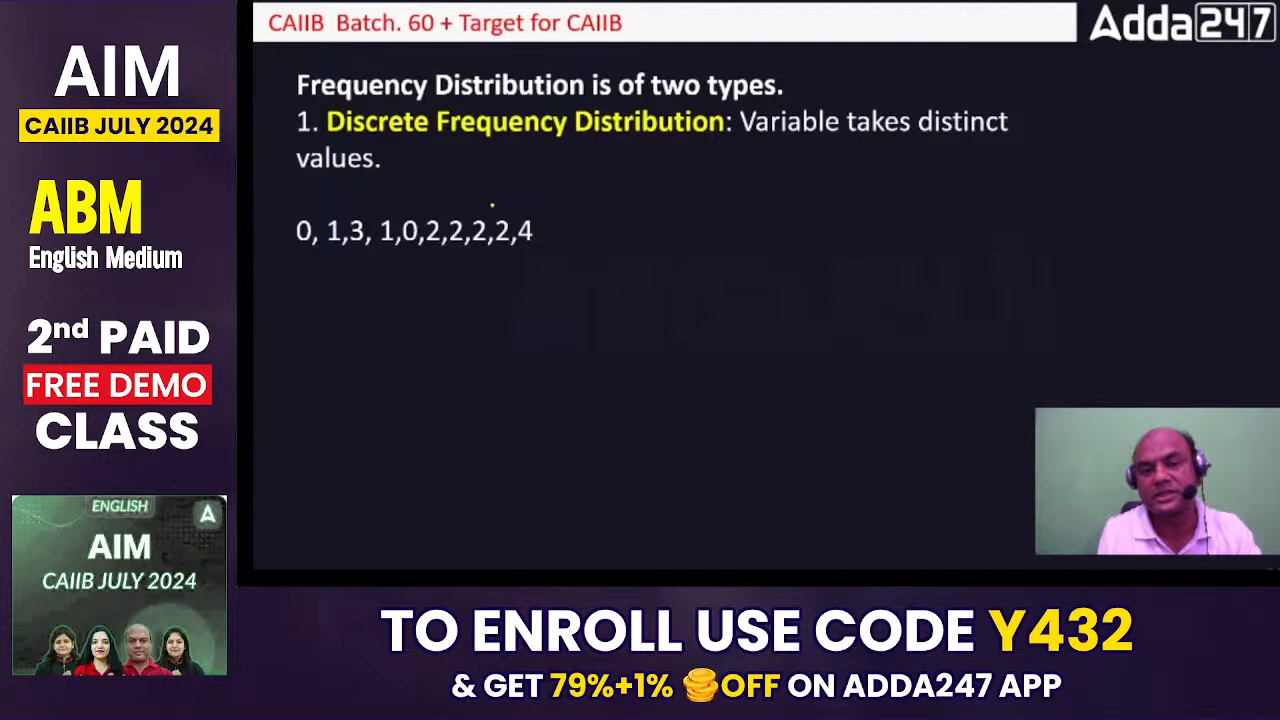 CAIIB Batch. 60 + Target for CAIIB
Adda247
AIM
CAIIB JULY 2024
ABM
English Medium
2nd PAID
FREE DEMO
CLASS
Frequency Distribution is of two types.
1. Discrete Frequency Distribution: Variable takes distinct
values.
0, 1,3, 1,0,2,2,2,2,4
ENGLISH
AIM
CAIIB JULY 2024
TO ENROLL USE CODE Y432
& GET 79%+1% OFF ON ADDA247 APP